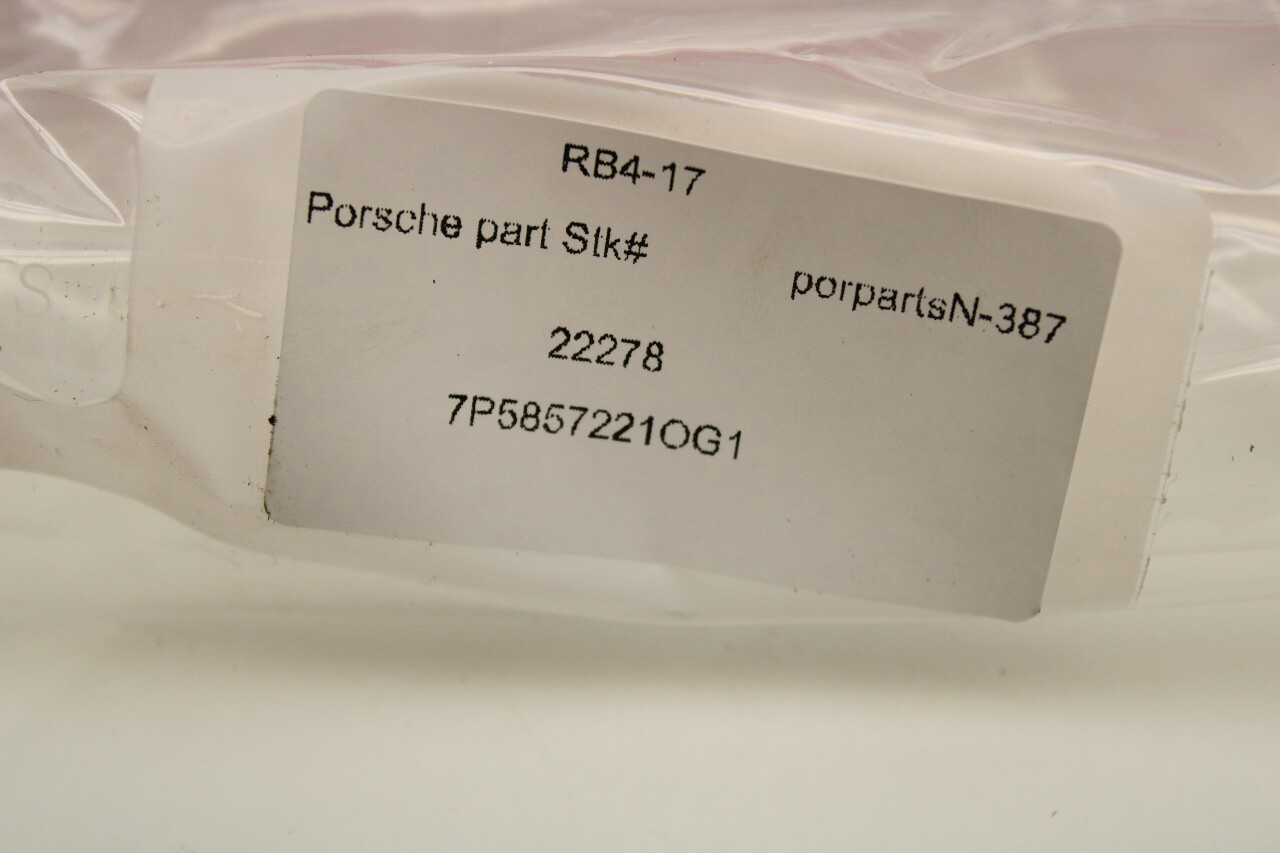 RB4-17
Porsche part Stk# porpartsN-387
22278
7P5857221OG1
S